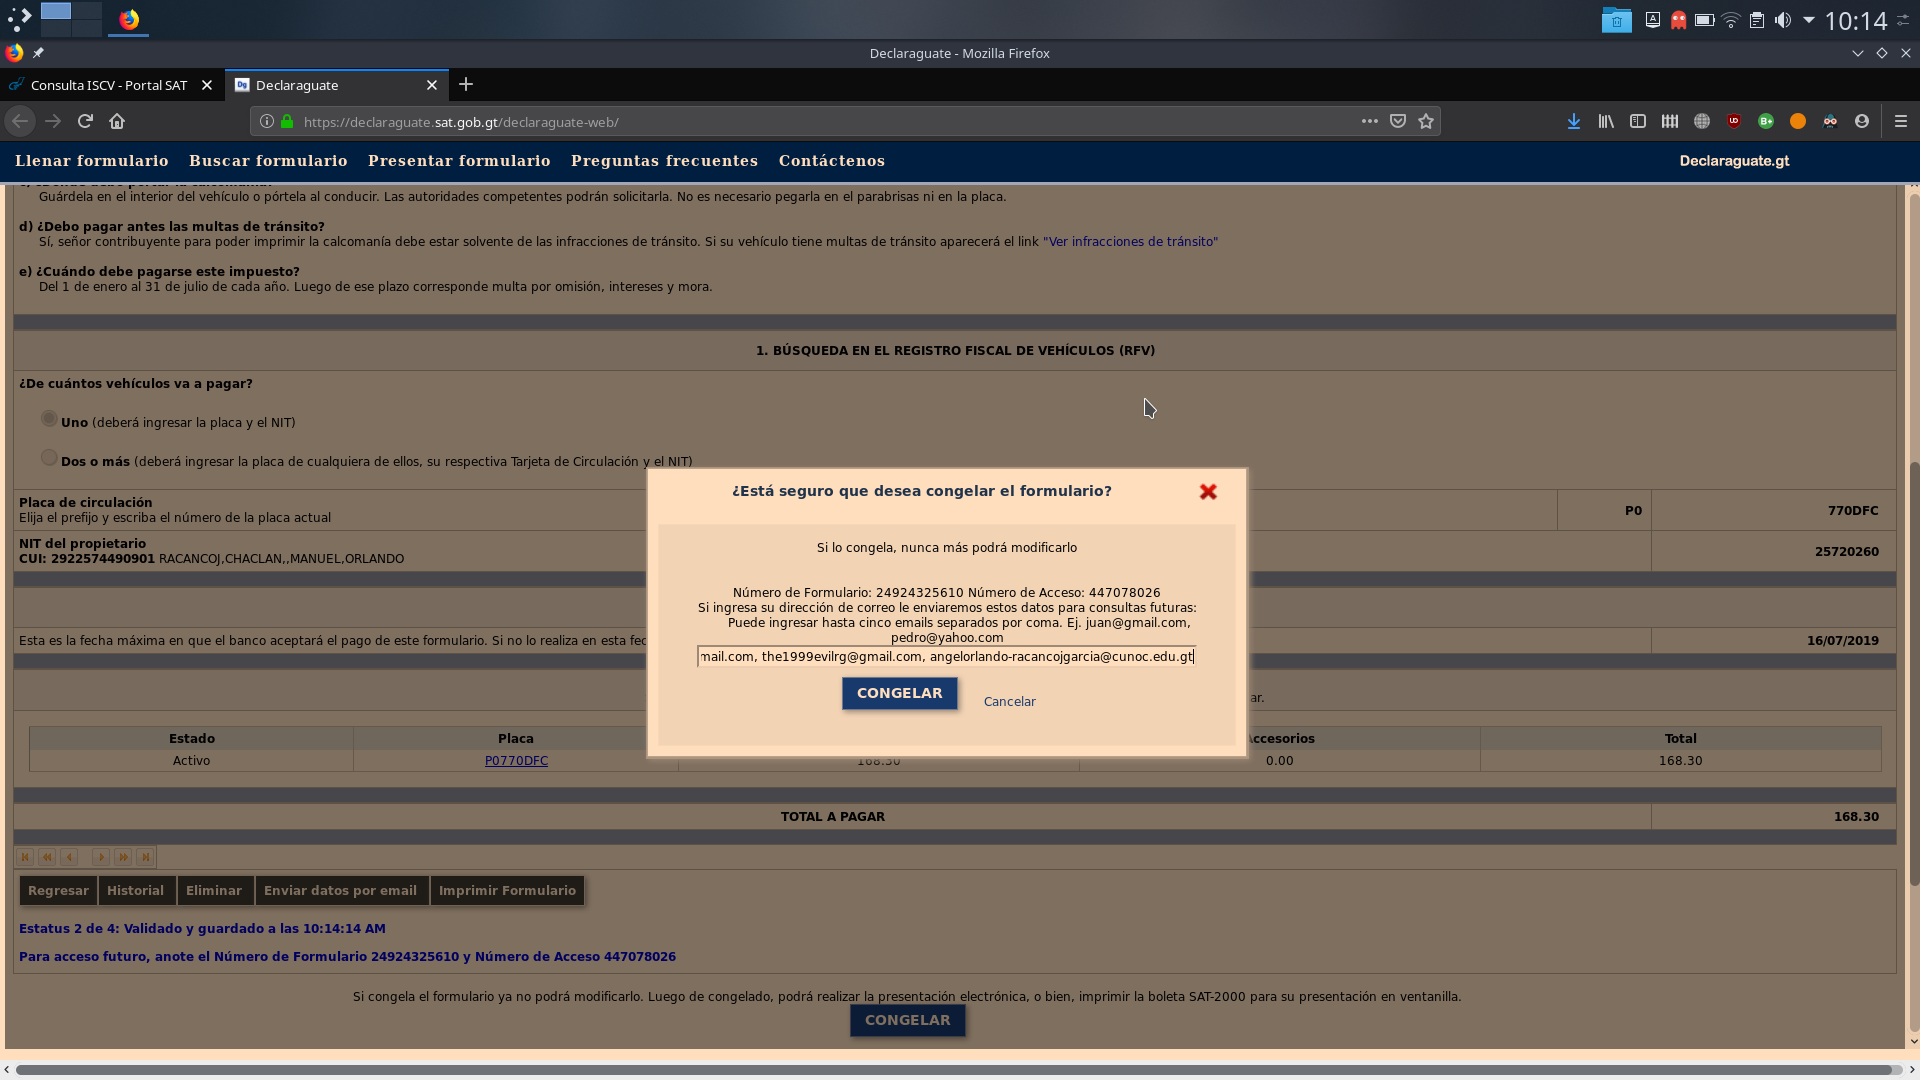 10:14
Declaraguate - Mozilla Firefox
Consulta ISCV - Portal SAT
Dg Declaraguate
https://declaraguate.sat.gob.gt/declaraguate-web/
Llenar formulario Buscar formulario Presentar formulario Preguntas frecuentes Contáctenos Declaraguate.gt
Guárdela en el interior del vehículo o pórtela al conducir. Las autoridades competentes podrán solicitarla. No es necesario pegarla en el parabrisas ni en la placa.
d) ¿Debo pagar antes las multas de tránsito?
Sí, señor contribuyente para poder imprimir la calcomanía debe estar solvente de las infracciones de tránsito. Si su vehículo tiene multas de tránsito aparecerá el link "Ver infracciones de tránsito"
e) ¿Cuándo debe pagarse este impuesto?
Del 1 de enero al 31 de julio de cada año. Luego de ese plazo corresponde multa por omisión, intereses y mora.
1. BÚSQUEDA EN EL REGISTRO FISCAL DE VEHÍCULOS (RFV)
¿De cuántos vehículos va a pagar?
Uno (deberá ingresar la placa y el NIT)
Dos o más (deberá ingresar la placa de cualquiera de ellos, su respectiva Tarjeta de Circulación y el NIT)
Placa de circulación
Elija el prefijo y escriba el número de la placa actual
P0 770DFC
NIT del propietario
CUI: 2922574490901 RACANCOJ,CHACLAN,,MANUEL,ORLANDO
25720260
¿Está seguro que desea congelar el formulario?
Si lo congela, nunca más podrá modificarlo
Número de Formulario: 24924325610 Número de Acceso: 447078026
Si ingresa su dirección de correo le enviaremos estos datos para consultas futuras:
Puede ingresar hasta cinco emails separados por coma. Ej. juan@gmail.com,
pedro@yahoo.com
mail.com, the1999evilrg@gmail.com, angelorlando-racancojgarcia@cunoc.edu.gt
CONGELAR Cancelar
Esta es la fecha máxima en que el banco aceptará el pago de este formulario. Si no lo realiza en esta fec
16/07/2019
ar.
Estado Placa ccesorios Total
Activo P0770DFC 168.30 0.00 168.30
TOTAL A PAGAR 168.30
Regresar Historial Eliminar Enviar datos por email Imprimir Formulario
Estatus 2 de 4: Validado y guardado a las 10:14:14 AM
Para acceso futuro, anote el Número de Formulario 24924325610 y Número de Acceso 447078026
Si congela el formulario ya no podrá modificarlo. Luego de congelado, podrá realizar la presentación electrónica, o bien, imprimir la boleta SAT-2000 para su presentación en ventanilla.
CONGELAR